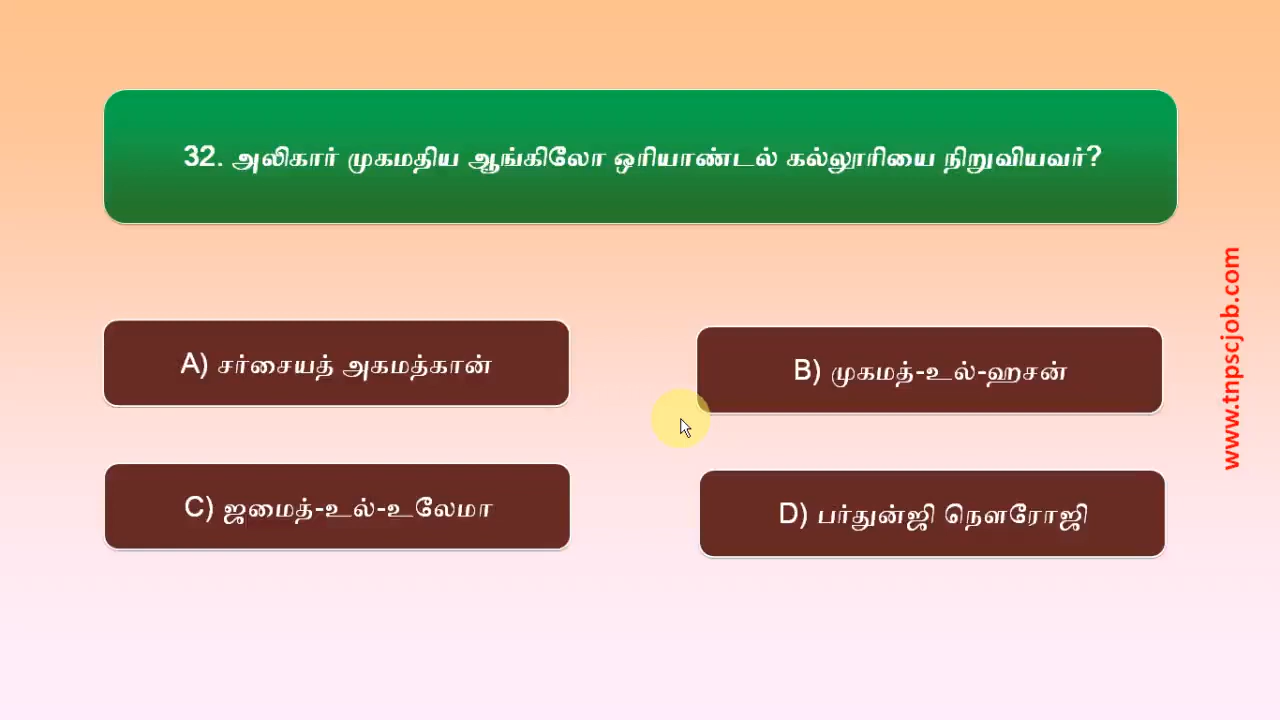 32. அலிகார் முகமதிய ஆங்கிலோ ஒரியாண்டல் கல்லூரியை நிறுவியவர்?
A) சர்சையத் அகமத்கான்
B) முகமத்-உல்-ஹசன்
C) ஜமைத்-உல்-உலேமா
D) பர்துன்ஜி நௌரோஜி
www.tnpscjob.com